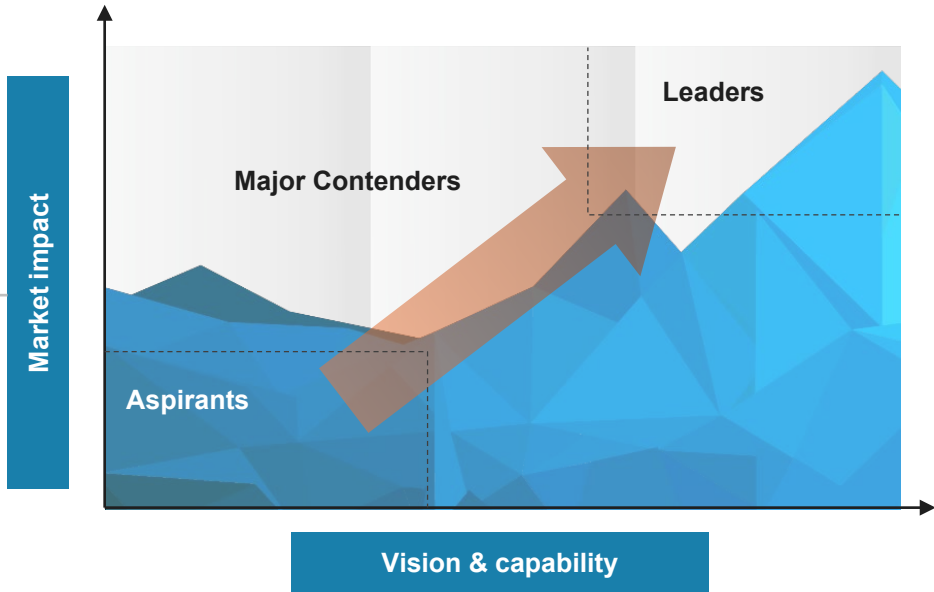 Leaders
Major Contenders
Market impact
Aspirants
Vision & capability